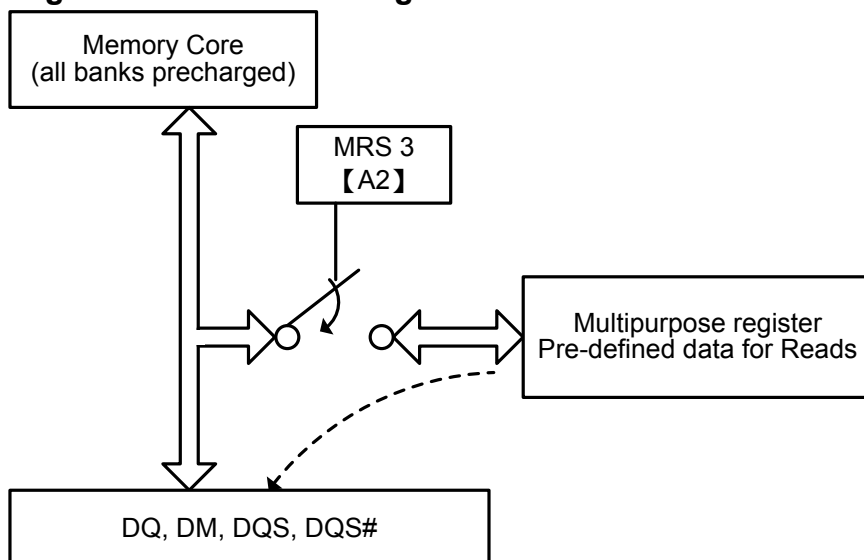 Memory Core
(all banks precharged)
MRS 3
【A2】
Multipurpose register
Pre-defined data for Reads
DQ, DM, DQS, DQS#